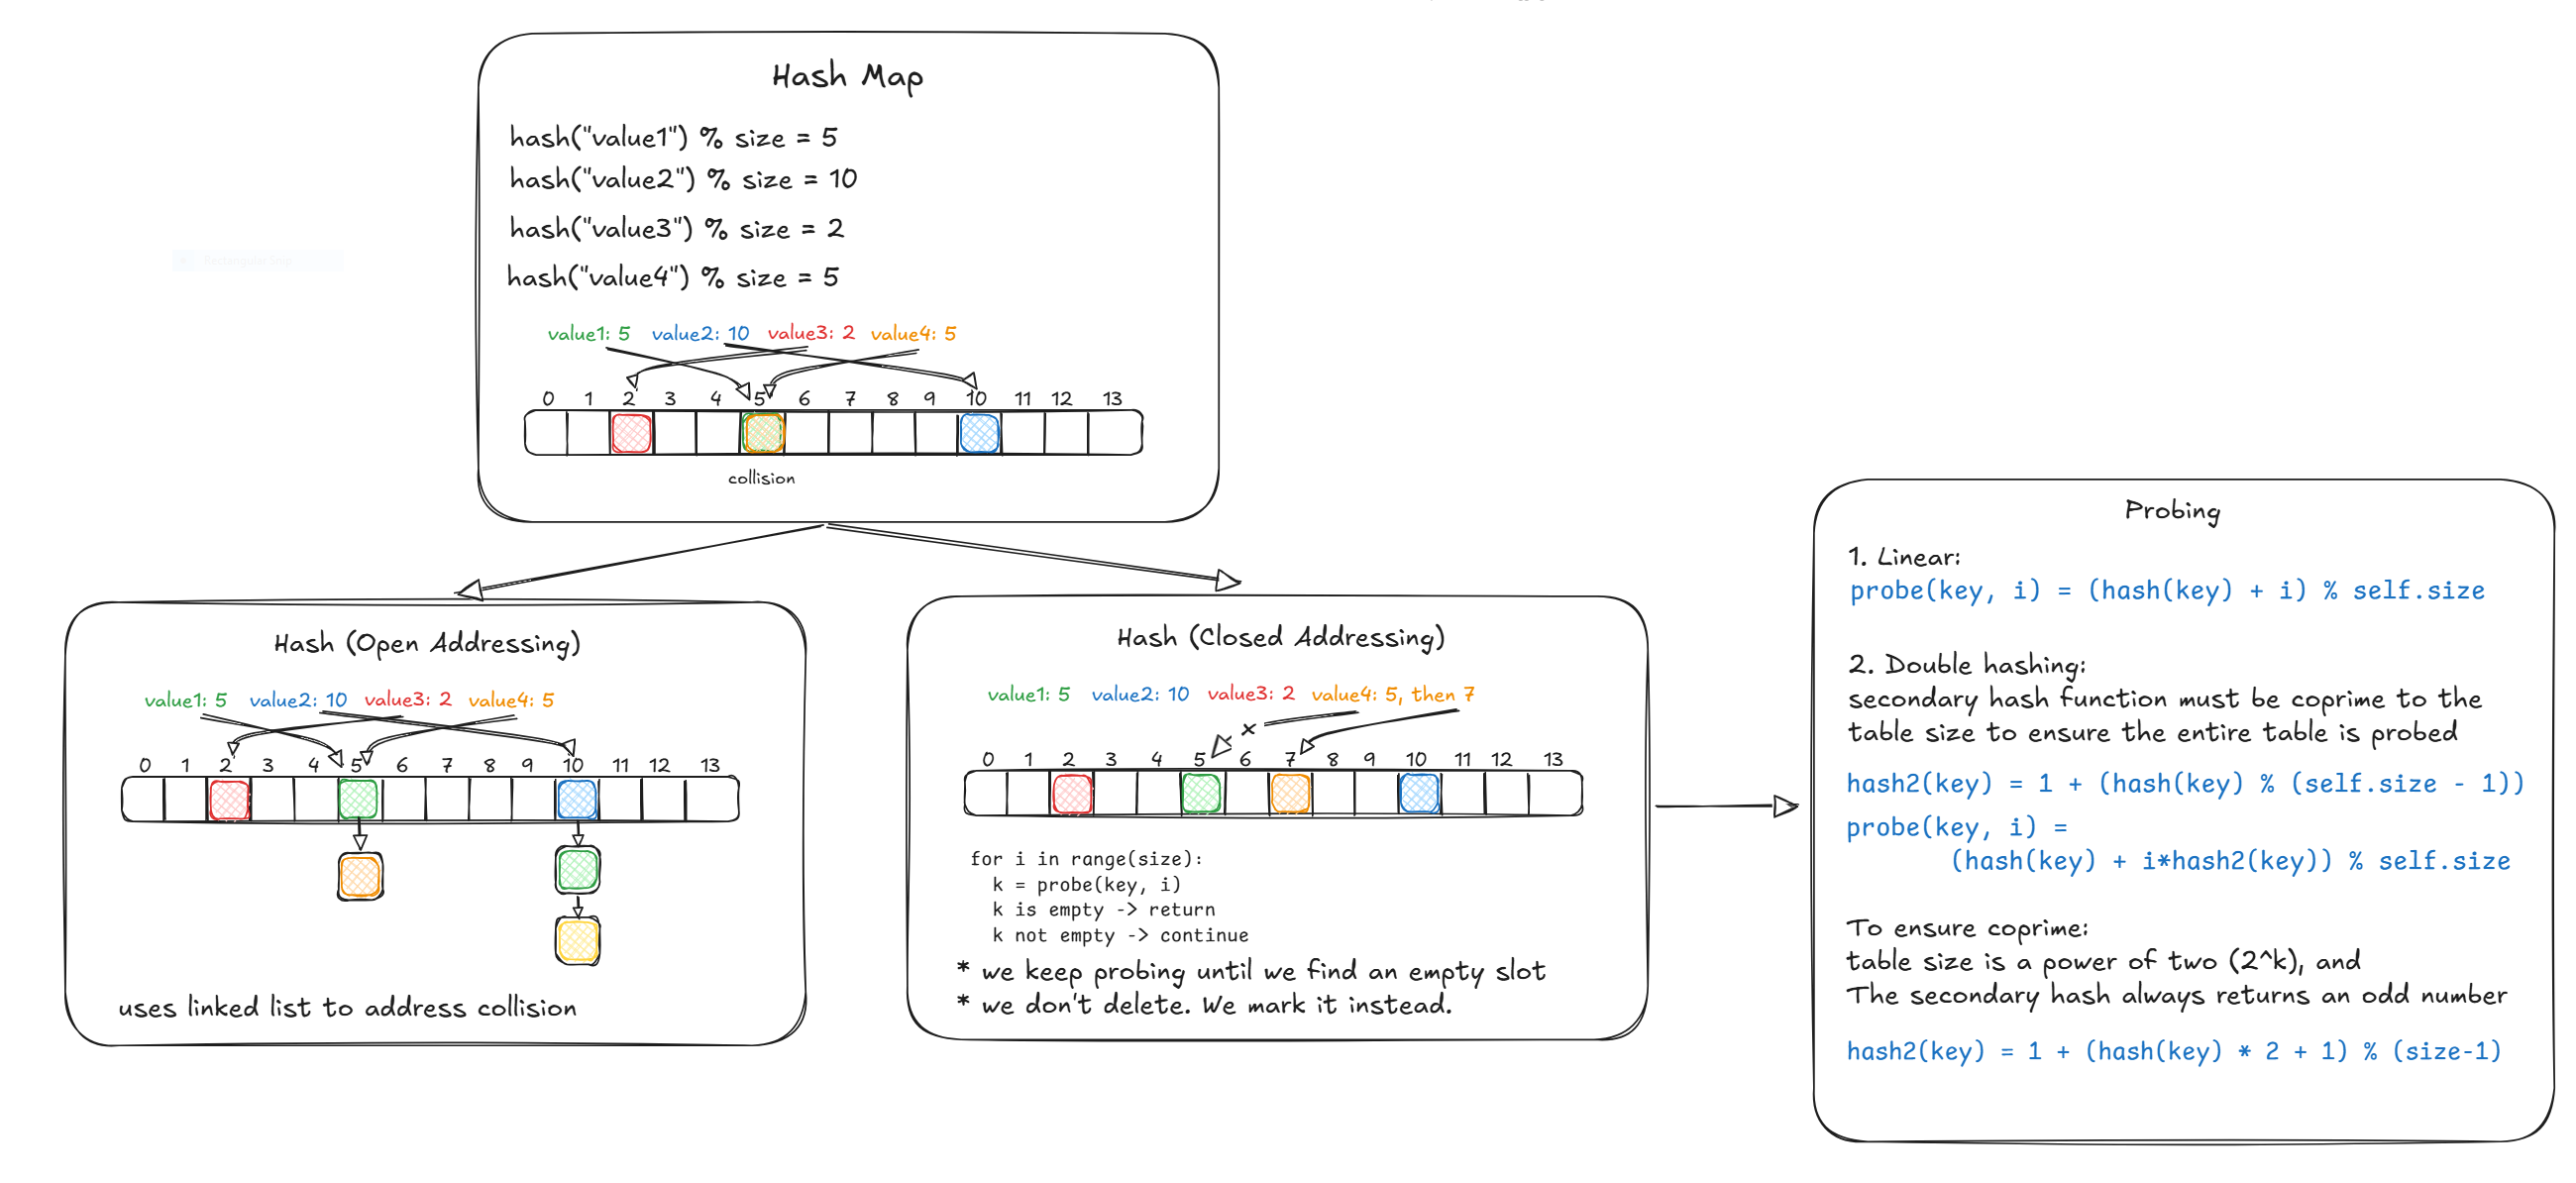 Hash Map
hash("value1") % size = 5
hash("value2") % size = 10
hash("value3") % size = 2
hash("value4") % size = 5
value1: 5 value2: 10 value3: 2 value4: 5
0 1 2 3 4 5 6 7 8 9 10 11 12 13
collision
Hash (Open Addressing)
value1: 5 value2: 10 value3: 2 value4: 5
0 1 2 3 4 5 6 7 8 9 10 11 12 13
uses linked list to address collision
Hash (Closed Addressing)
value1: 5 value2: 10 value3: 2 value4: 5, then 7
x
0 1 2 3 4 5 6 7 8 9 10 11 12 13
for i in range(size):
k = probe(key, i)
k is empty -> return
k not empty -> continue
* we keep probing until we find an empty slot
* we don't delete. We mark it instead.
Probing
1. Linear:
probe(key, i) = (hash(key) + i) % self.size
2. Double hashing:
secondary hash function must be coprime to the
table size to ensure the entire table is probed
hash2(key) = 1 + (hash(key) % (self.size - 1))
probe(key, i) =
(hash(key) + i*hash2(key)) % self.size
To ensure coprime:
table size is a power of two (2^k), and
The secondary hash always returns an odd number
hash2(key) = 1 + (hash(key) * 2 + 1) % (size-1)